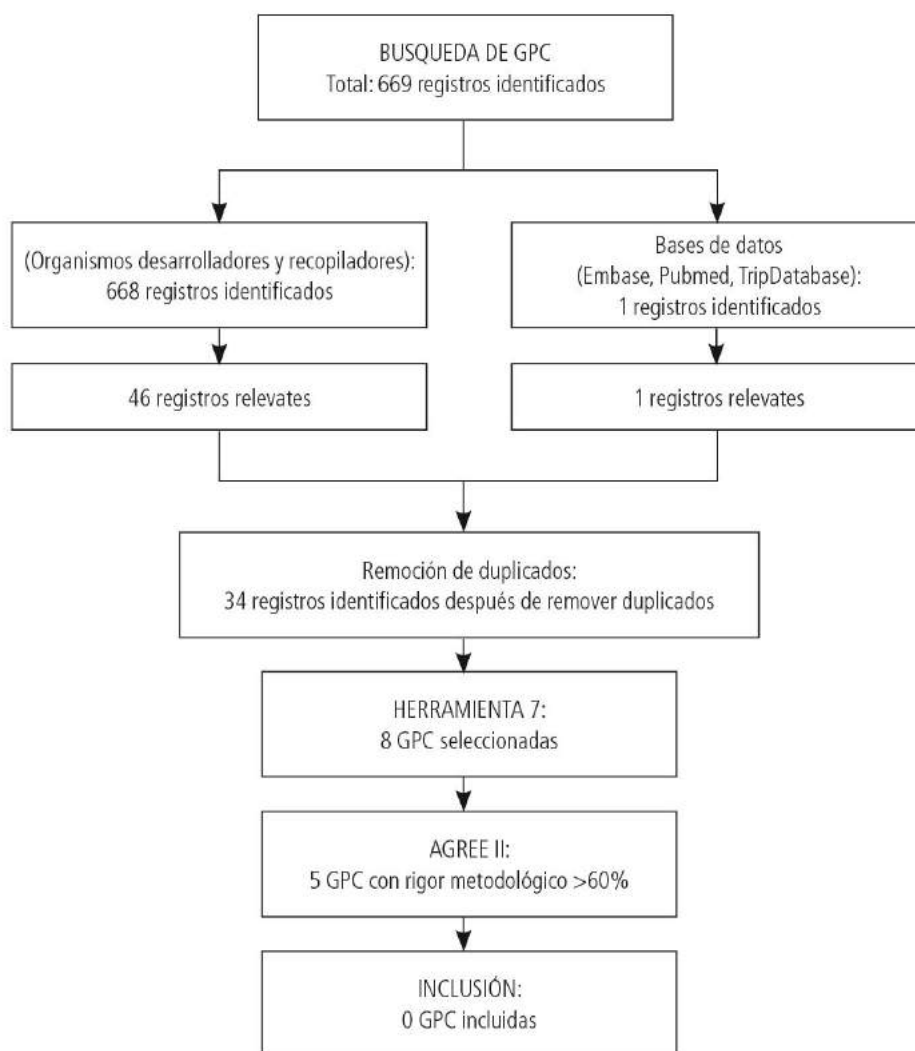 BUSQUEDA DE GPC
Total: 669 registros identificados
(Organismos desarrolladores y recopiladores):
668 registros identificados
Bases de datos
(Embase, Pubmed, TripDatabase):
1 registros identificados
46 registros relevates
1 registros relevates
Remoción de duplicados:
34 registros identificados después de remover duplicados
HERRAMIENTA 7:
8 GPC seleccionadas
AGREE II:
5 GPC con rigor metodológico >60%
INCLUSIÓN:
0 GPC incluidas